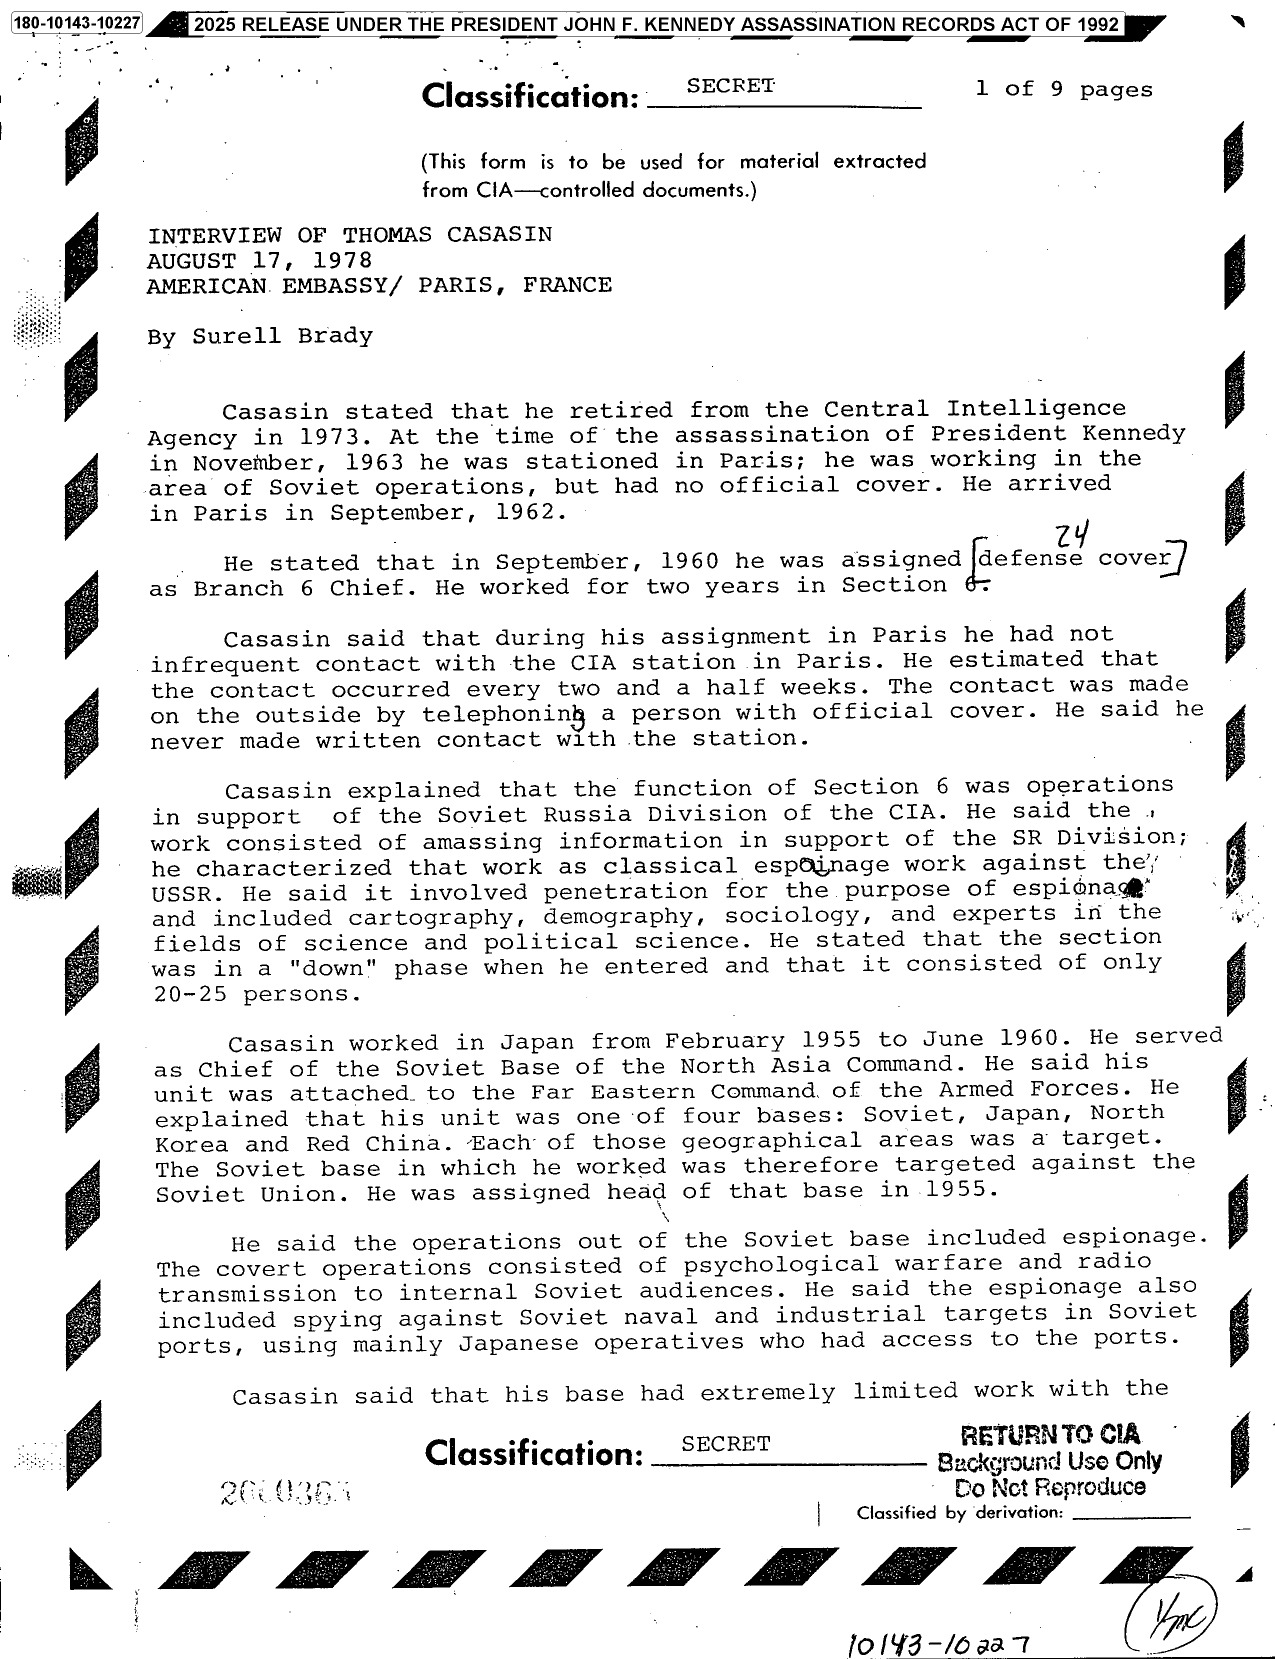 180-10143-10227 2025 RELEASE UNDER THE PRESIDENT JOHN F. KENNEDY ASSASSINATION RECORDS ACT OF 1992
Classification: SECRET 1 of 9 pages
(This form is to be used for material extracted
from CIA—controlled documents.)
INTERVIEW OF THOMAS CASASIN
AUGUST 17, 1978
AMERICAN EMBASSY/ PARIS, FRANCE
By Surell Brady
Casasin stated that he retired from the Central Intelligence
Agency in 1973. At the time of the assassination of President Kennedy
in November, 1963 he was stationed in Paris; he was working in the
area of Soviet operations, but had no official cover. He arrived
in Paris in September, 1962.
24
He stated that in September, 1960 he was assigned [defense cover]
as Branch 6 Chief. He worked for two years in Section 6.
Casasin said that during his assignment in Paris he had not
infrequent contact with the CIA station in Paris. He estimated that
the contact occurred every two and a half weeks. The contact was made
on the outside by telephoning a person with official cover. He said he
never made written contact with the station.
Casasin explained that the function of Section 6 was operations
in support of the Soviet Russia Division of the CIA. He said the
work consisted of amassing information in support of the SR Division;
he characterized that work as classical espoinage work against the
USSR. He said it involved penetration for the purpose of espionage
and included cartography, demography, sociology, and experts in the
fields of science and political science. He stated that the section
was in a "down" phase when he entered and that it consisted of only
20-25 persons.
Casasin worked in Japan from February 1955 to June 1960. He served
as Chief of the Soviet Base of the North Asia Command. He said his
unit was attached to the Far Eastern Command of the Armed Forces. He
explained that his unit was one of four bases: Soviet, Japan, North
Korea and Red China. Each of those geographical areas was a target.
The Soviet base in which he worked was therefore targeted against the
Soviet Union. He was assigned head of that base in 1955.
He said the operations out of the Soviet base included espionage.
The covert operations consisted of psychological warfare and radio
transmission to internal Soviet audiences. He said the espionage also
included spying against Soviet naval and industrial targets in Soviet
ports, using mainly Japanese operatives who had access to the ports.
Casasin said that his base had extremely limited work with the
Classification: SECRET
RETURN TO CIA
Background Use Only
Do Not Reproduce
Classified by derivation:
10143-10227